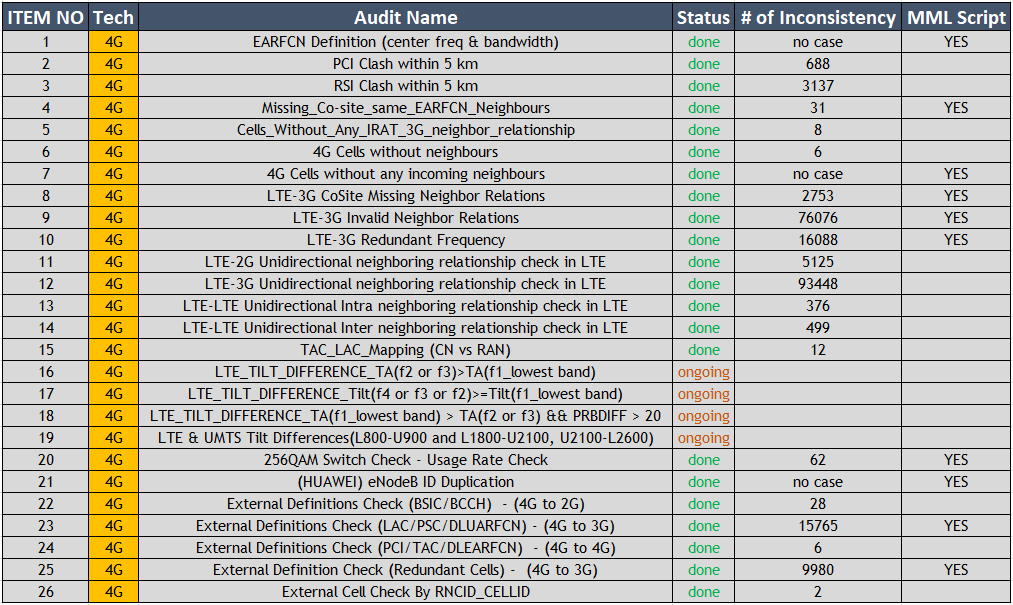 ITEM NO Tech Audit Name Status # of Inconsistency MML Script
1 4G EARFCN Definition (center freq & bandwidth) done no case YES
2 4G PCI Clash within 5 km done 688
3 4G RSI Clash within 5 km done 3137
4 4G Missing_Co-site_same_EARFCN_Neighbours done 31 YES
5 4G Cells_Without_Any_IRAT_3G_neighbor_relationship done 8
6 4G 4G Cells without neighbours done 6
7 4G 4G Cells without any incoming neighbours done no case YES
8 4G LTE-3G CoSite Missing Neighbor Relations done 2753 YES
9 4G LTE-3G Invalid Neighbor Relations done 76076 YES
10 4G LTE-3G Redundant Frequency done 16088 YES
11 4G LTE-2G Unidirectional neighboring relationship check in LTE done 5125
12 4G LTE-3G Unidirectional neighboring relationship check in LTE done 93448
13 4G LTE-LTE Unidirectional Intra neighboring relationship check in LTE done 376
14 4G LTE-LTE Unidirectional Inter neighboring relationship check in LTE done 499
15 4G TAC_LAC_Mapping (CN vs RAN) done 12
16 4G LTE_TILT_DIFFERENCE_TA(f2 or f3)>TA(f1_lowest band) ongoing
17 4G LTE_TILT_DIFFERENCE_Tilt(f4 or f3 or f2)>=Tilt(f1_lowest band) ongoing
18 4G LTE_TILT_DIFFERENCE_TA(f1_lowest band) > TA(f2 or f3) && PRBDIFF > 20 ongoing
19 4G LTE & UMTS Tilt Differences(L800-U900 and L1800-U2100, U2100-L2600) ongoing
20 4G 256QAM Switch Check - Usage Rate Check done 62 YES
21 4G (HUAWEI) eNodeB ID Duplication done no case YES
22 4G External Definitions Check (BSIC/BCCH) - (4G to 2G) done 28
23 4G External Definitions Check (LAC/PSC/DLUARFCN) - (4G to 3G) done 15765 YES
24 4G External Definitions Check (PCI/TAC/DLEARFCN) - (4G to 4G) done 6
25 4G External Definition Check (Redundant Cells) - (4G to 3G) done 9980 YES
26 4G External Cell Check By RNCID_CELLID done 2